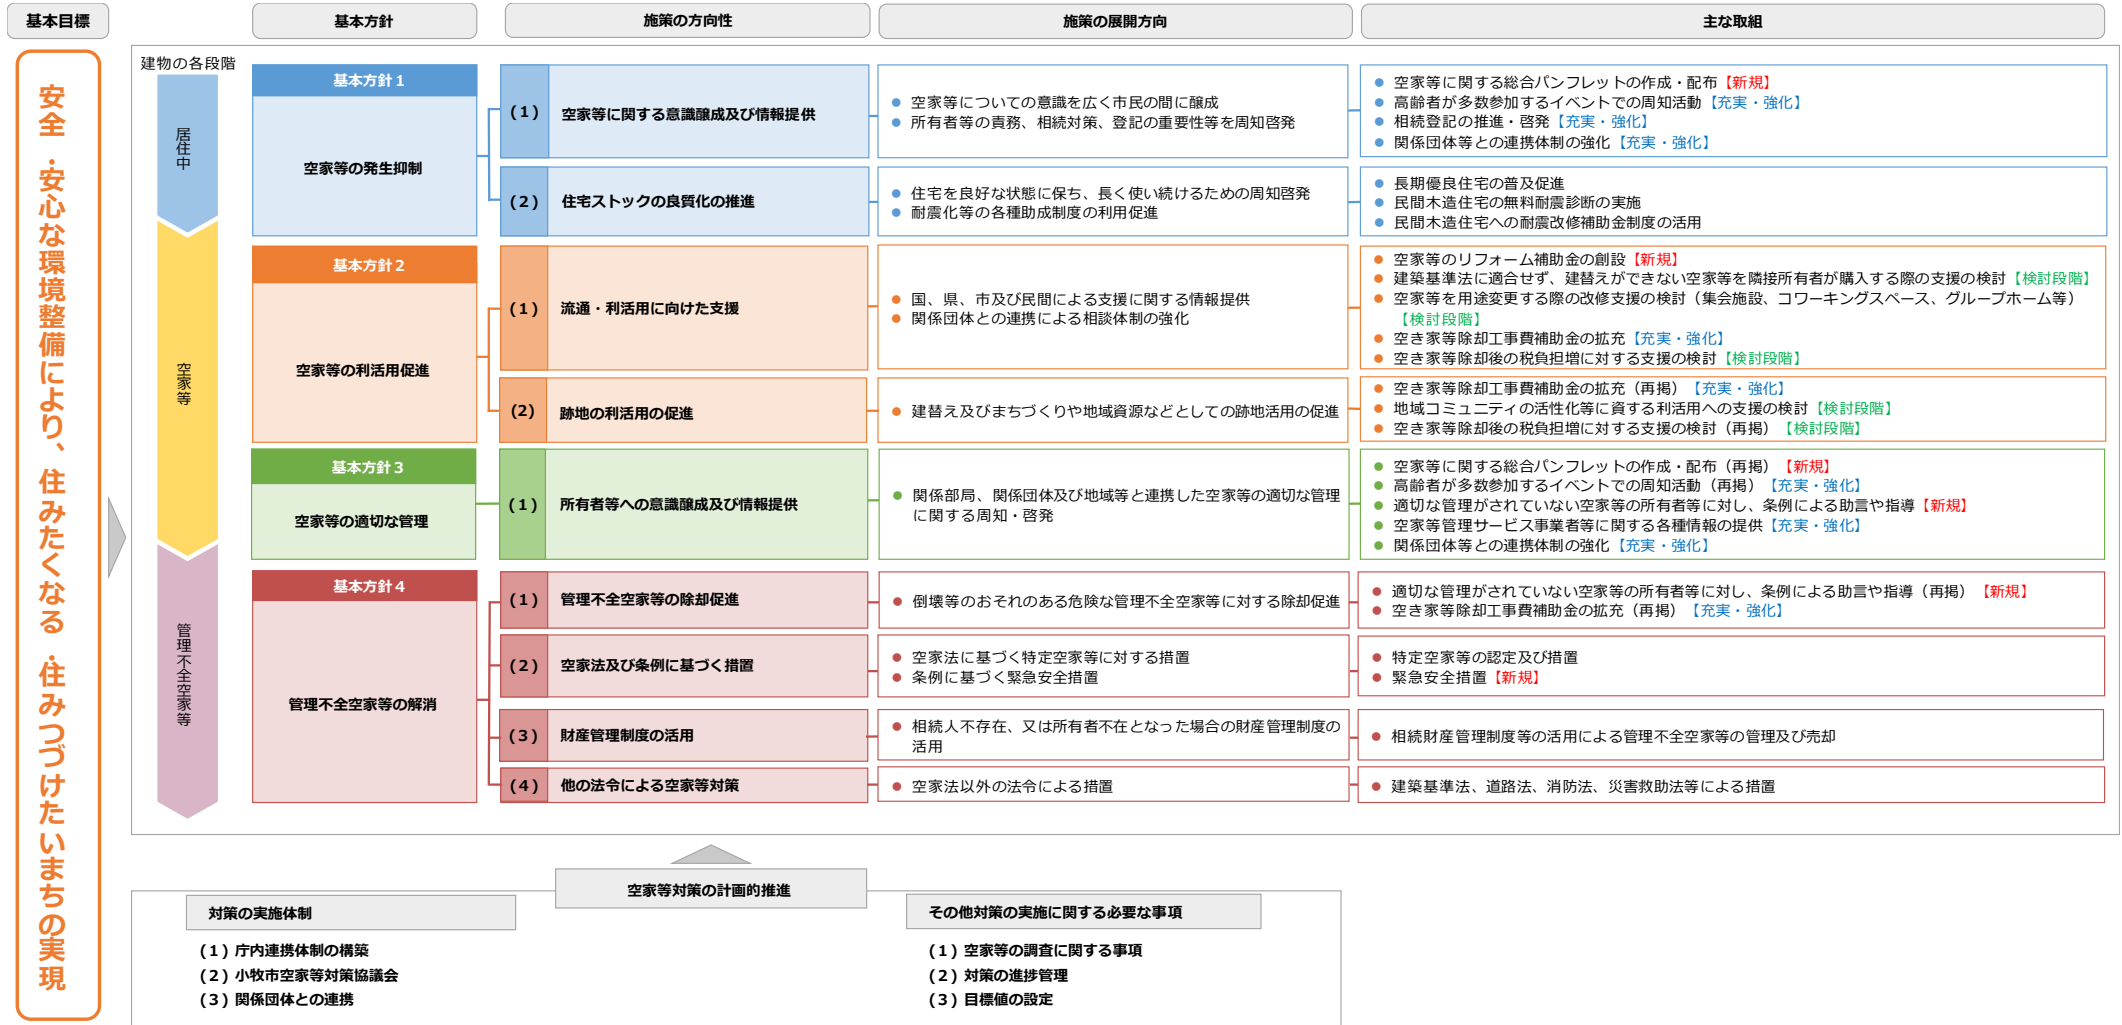 基本目標
基本方針
施策の方向性
施策の展開方向
主な取組
安全・安心な環境整備により、住みたくなる・住みつづけたいまちの実現
建物の各段階
居住中
空家等
管理不全空家等
基本方針1
空家等の発生抑制
(1) 空家等に関する意識醸成及び情報提供
● 空家等についての意識を広く市民の間に醸成
● 所有者等の責務、相続対策、登記の重要性等を周知啓発
● 空家等に関する総合パンフレットの作成・配布【新規】
● 高齢者が多数参加するイベントでの周知活動【充実・強化】
● 相続登記の推進・啓発【充実・強化】
● 関係団体等との連携体制の強化【充実・強化】
(2) 住宅ストックの良質化の推進
● 住宅を良好な状態に保ち、長く使い続けるための周知啓発
● 耐震化等の各種助成制度の利用促進
● 長期優良住宅の普及促進
● 民間木造住宅の無料耐震診断の実施
● 民間木造住宅への耐震改修補助金制度の活用
基本方針2
空家等の利活用促進
(1) 流通・利活用に向けた支援
● 国、県、市及び民間による支援に関する情報提供
● 関係団体との連携による相談体制の強化
● 空家等のリフォーム補助金の創設【新規】
● 建築基準法に適合せず、建替えができない空家等を隣接所有者が購入する際の支援の検討【検討段階】
● 空家等を用途変更する際の改修支援の検討（集会施設、コワーキングスペース、グループホーム等）
【検討段階】
● 空き家等除却工事費補助金の拡充【充実・強化】
● 空き家等除却後の税負担増に対する支援の検討【検討段階】
(2) 跡地の利活用の促進
● 建替え及びまちづくりや地域資源などとしての跡地活用の促進
● 空き家等除却工事費補助金の拡充（再掲）【充実・強化】
● 地域コミュニティの活性化等に資する利活用への支援の検討【検討段階】
● 空き家等除却後の税負担増に対する支援の検討（再掲）【検討段階】
基本方針3
空家等の適切な管理
(1) 所有者等への意識醸成及び情報提供
● 関係部局、関係団体及び地域等と連携した空家等の適切な管理
に関する周知・啓発
● 空家等に関する総合パンフレットの作成・配布（再掲）【新規】
● 高齢者が多数参加するイベントでの周知活動（再掲）【充実・強化】
● 適切な管理がされていない空家等の所有者等に対し、条例による助言や指導【新規】
● 空家等管理サービス事業者等に関する各種情報の提供【充実・強化】
● 関係団体等との連携体制の強化【充実・強化】
基本方針4
管理不全空家等の解消
(1) 管理不全空家等の除却促進
● 倒壊等のおそれのある危険な管理不全空家等に対する除却促進
● 適切な管理がされていない空家等の所有者等に対し、条例による助言や指導（再掲）【新規】
● 空き家等除却工事費補助金の拡充（再掲）【充実・強化】
(2) 空家法及び条例に基づく措置
● 空家法に基づく特定空家等に対する措置
● 条例に基づく緊急安全措置
● 特定空家等の認定及び措置
● 緊急安全措置【新規】
(3) 財産管理制度の活用
● 相続人不存在、又は所有者不在となった場合の財産管理制度の
活用
● 相続財産管理制度等の活用による管理不全空家等の管理及び売却
(4) 他の法令による空家等対策
● 空家法以外の法令による措置
● 建築基準法、道路法、消防法、災害救助法等による措置
空家等対策の計画的推進
対策の実施体制
(1) 庁内連携体制の構築
(2) 小牧市空家等対策協議会
(3) 関係団体との連携
その他対策の実施に関する必要な事項
(1) 空家等の調査に関する事項
(2) 対策の進捗管理
(3) 目標値の設定